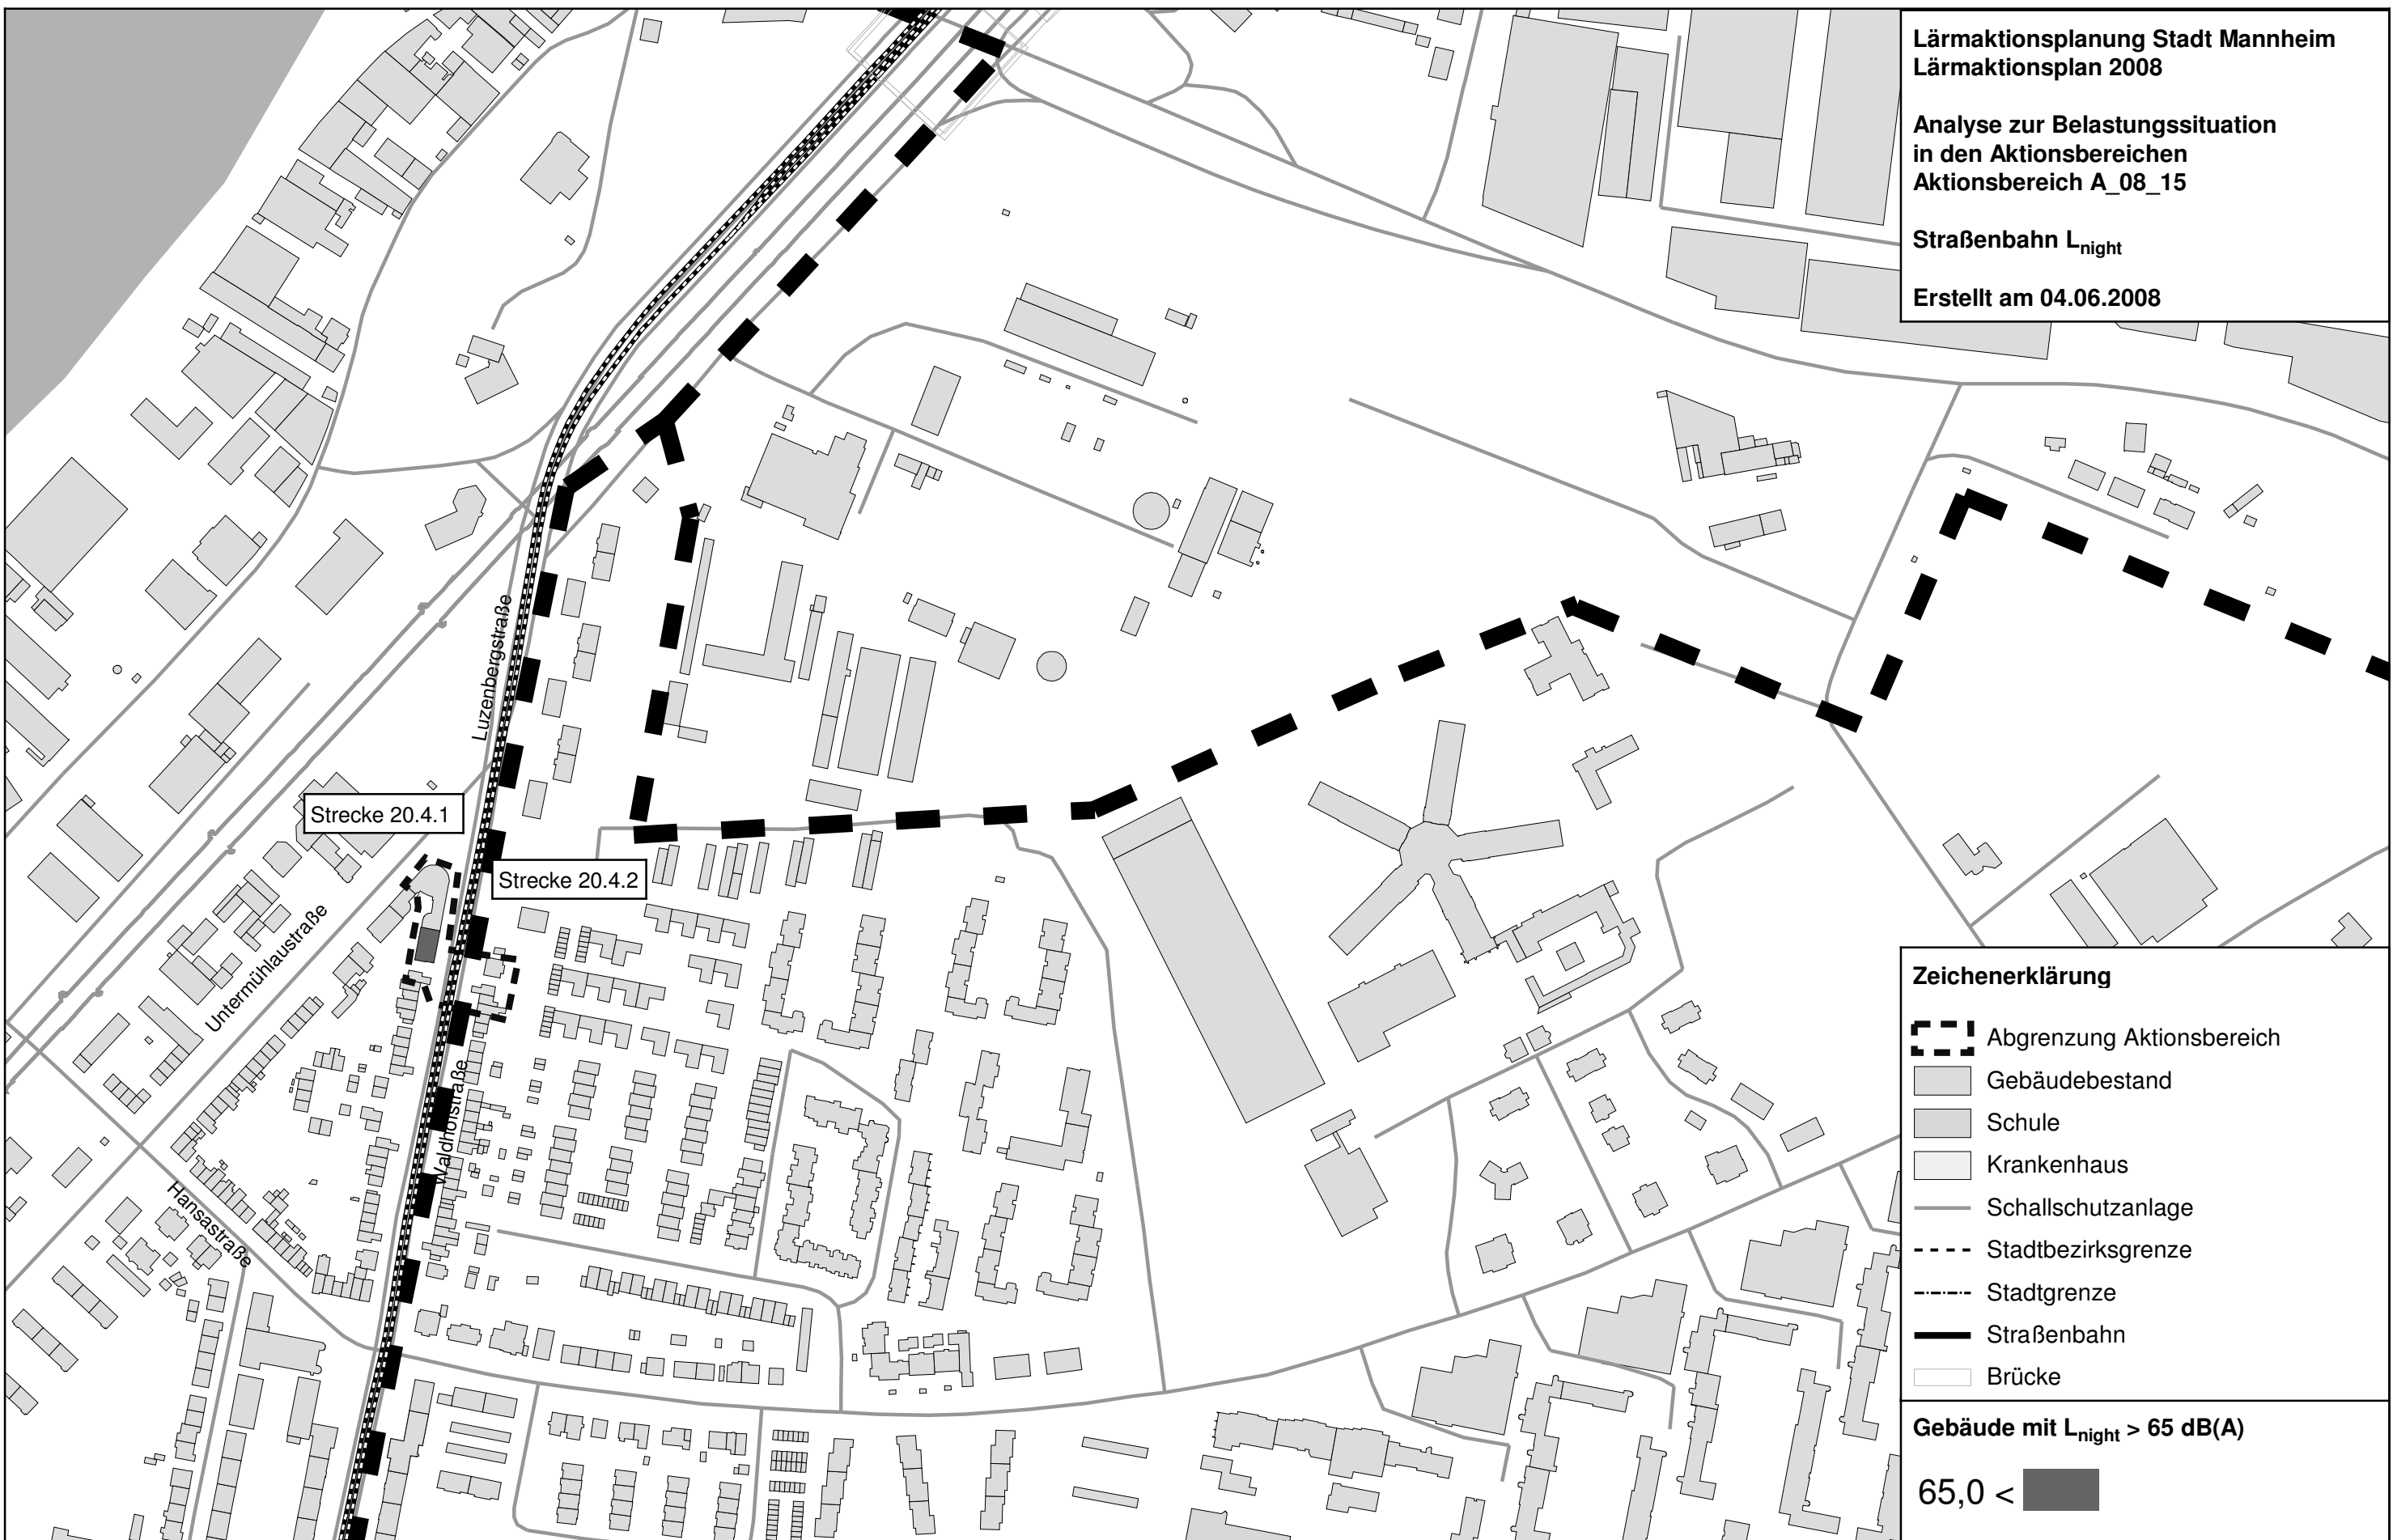 Lärmaktionsplanung Stadt Mannheim
Lärmaktionsplan 2008
Analyse zur Belastungssituation
in den Aktionsbereichen
Aktionsbereich A_08_15
Straßenbahn Lnight
Erstellt am 04.06.2008
Luzenbergstraße
Strecke 20.4.1
Strecke 20.4.2
Untermühlaustraße
Waldhofstraße
Hansastraße
Zeichenerklärung
Abgrenzung Aktionsbereich
Gebäudebestand
Schule
Krankenhaus
Schallschutzanlage
Stadtbezirksgrenze
Stadtgrenze
Straßenbahn
Brücke
Gebäude mit Lnight > 65 dB(A)
65,0 <